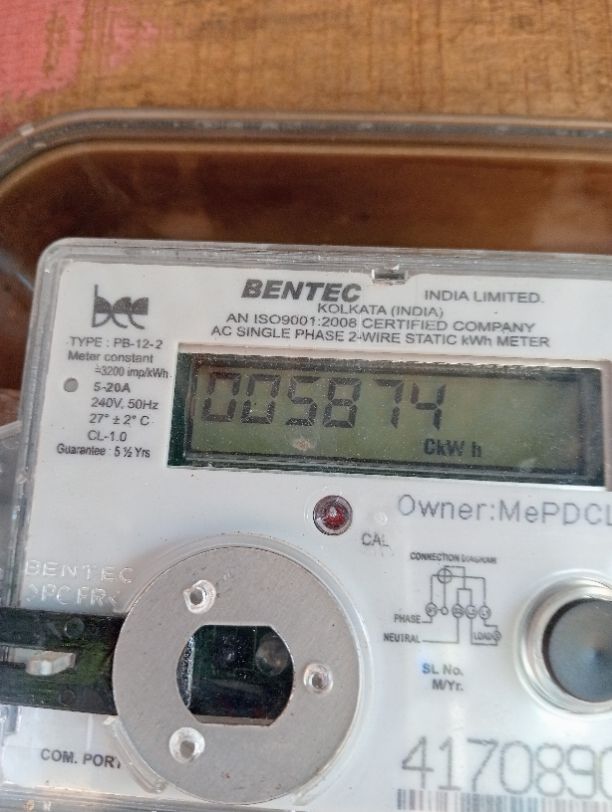 bee
BENTEC INDIA LIMITED.
KOLKATA (INDIA)
AN ISO9001:2008 CERTIFIED COMPANY
AC SINGLE PHASE 2-WIRE STATIC kWh METER
TYPE : PB-12-2
Meter constant
=3200 imp/kWh
5-20A
240V, 50Hz
27° ± 2° C
CL-1.0
Guarantee : 5 ½ Yrs
005874
CkWh
Owner:MePDCL
CAL
CONNECTION DIAGRAM
PHASE
NEUTRAL
LOAD
BENTEC
SL No.
M/Yr.
COM. PORT
4170890